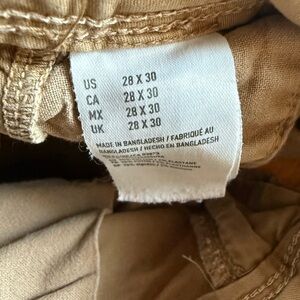 US 28 X 30
CA 28 X 30
MX 28 X 30
UK 28 X 30
MADE IN BANGLADESH / FABRIQUÉ AU
BANGLADESH / HECHO EN BANGLADESH